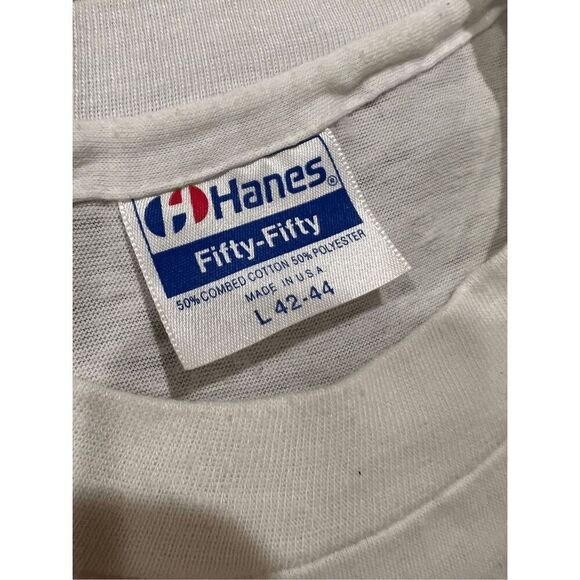 Hanes®
Fifty-Fifty
50% COMBED COTTON 50% POLYESTER
MADE IN U.S.A
L 42-44